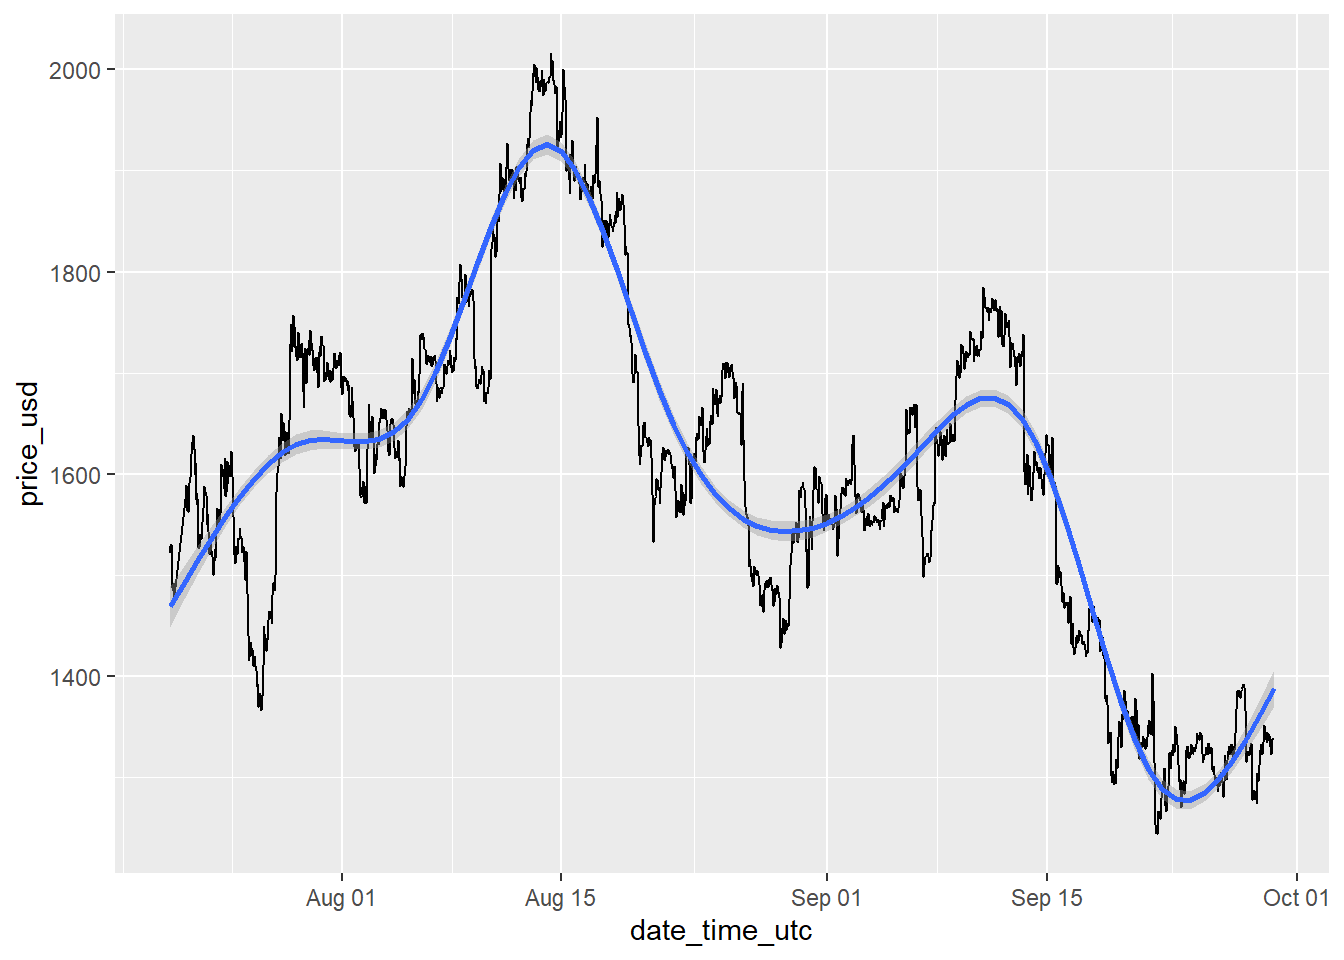 2000
1800
1600
1400
price_usd
Aug 01
Aug 15
Sep 01
Sep 15
Oct 01
date_time_utc